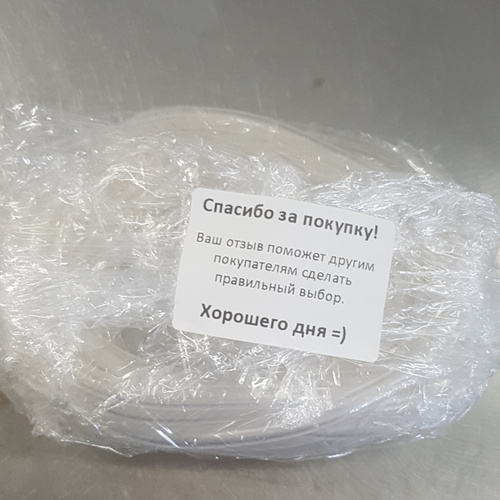 Спасибо за покупку!
Ваш отзыв поможет другим
покупателям сделать
правильный выбор.
Хорошего дня =)